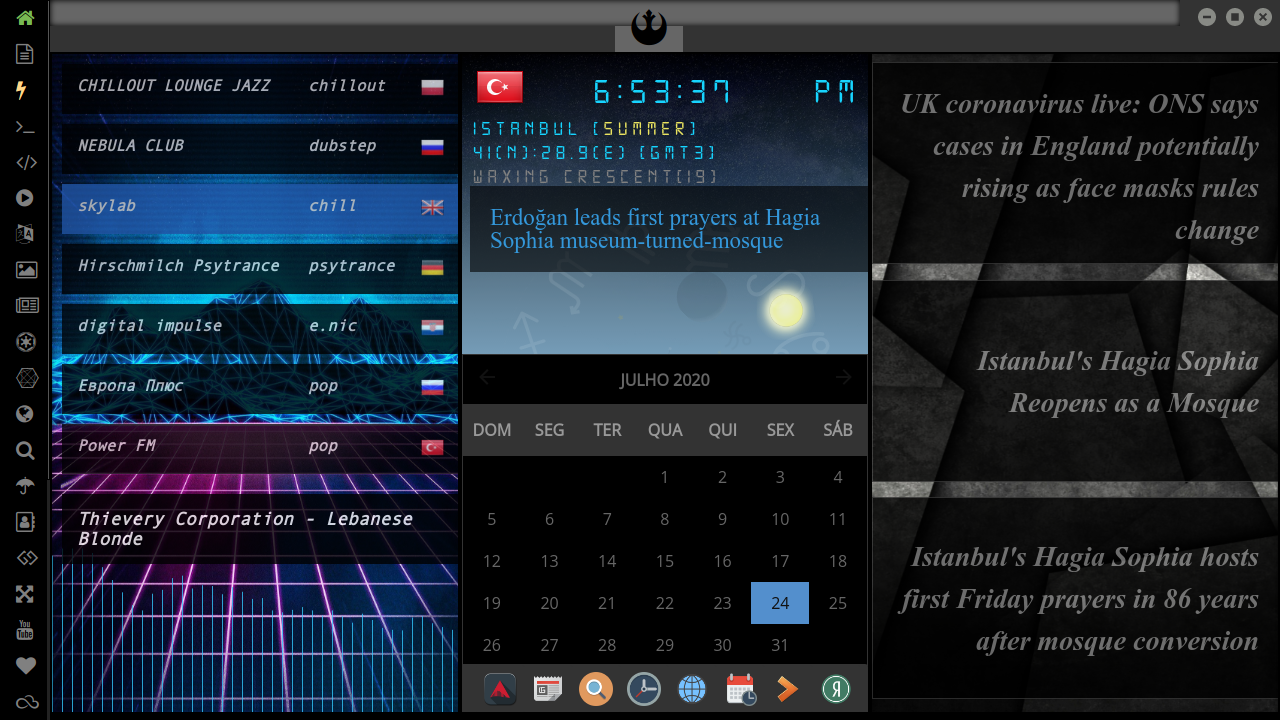 CHILLOUT LOUNGE JAZZ chillout
NEBULA CLUB dubstep
skylab chill
Hirschmilch Psytrance psytrance
digital impulse e.nic
Европа Плюс pop
Power FM pop
Thievery Corporation - Lebanese
Blonde
6:53:37 PM
ISTANBUL (SUMMER)
41(N):28.9(E) (GMT3)
WAXING CRESCENT(19)
Erdoğan leads first prayers at Hagia
Sophia museum-turned-mosque
JULHO 2020
DOM SEG TER QUA QUI SEX SÁB
1 2 3 4
5 6 7 8 9 10 11
12 13 14 15 16 17 18
19 20 21 22 23 24 25
26 27 28 29 30 31
UK coronavirus live: ONS says
cases in England potentially
rising as face masks rules
change
Istanbul's Hagia Sophia
Reopens as a Mosque
Istanbul's Hagia Sophia hosts
first Friday prayers in 86 years
after mosque conversion
You
Tube
Я